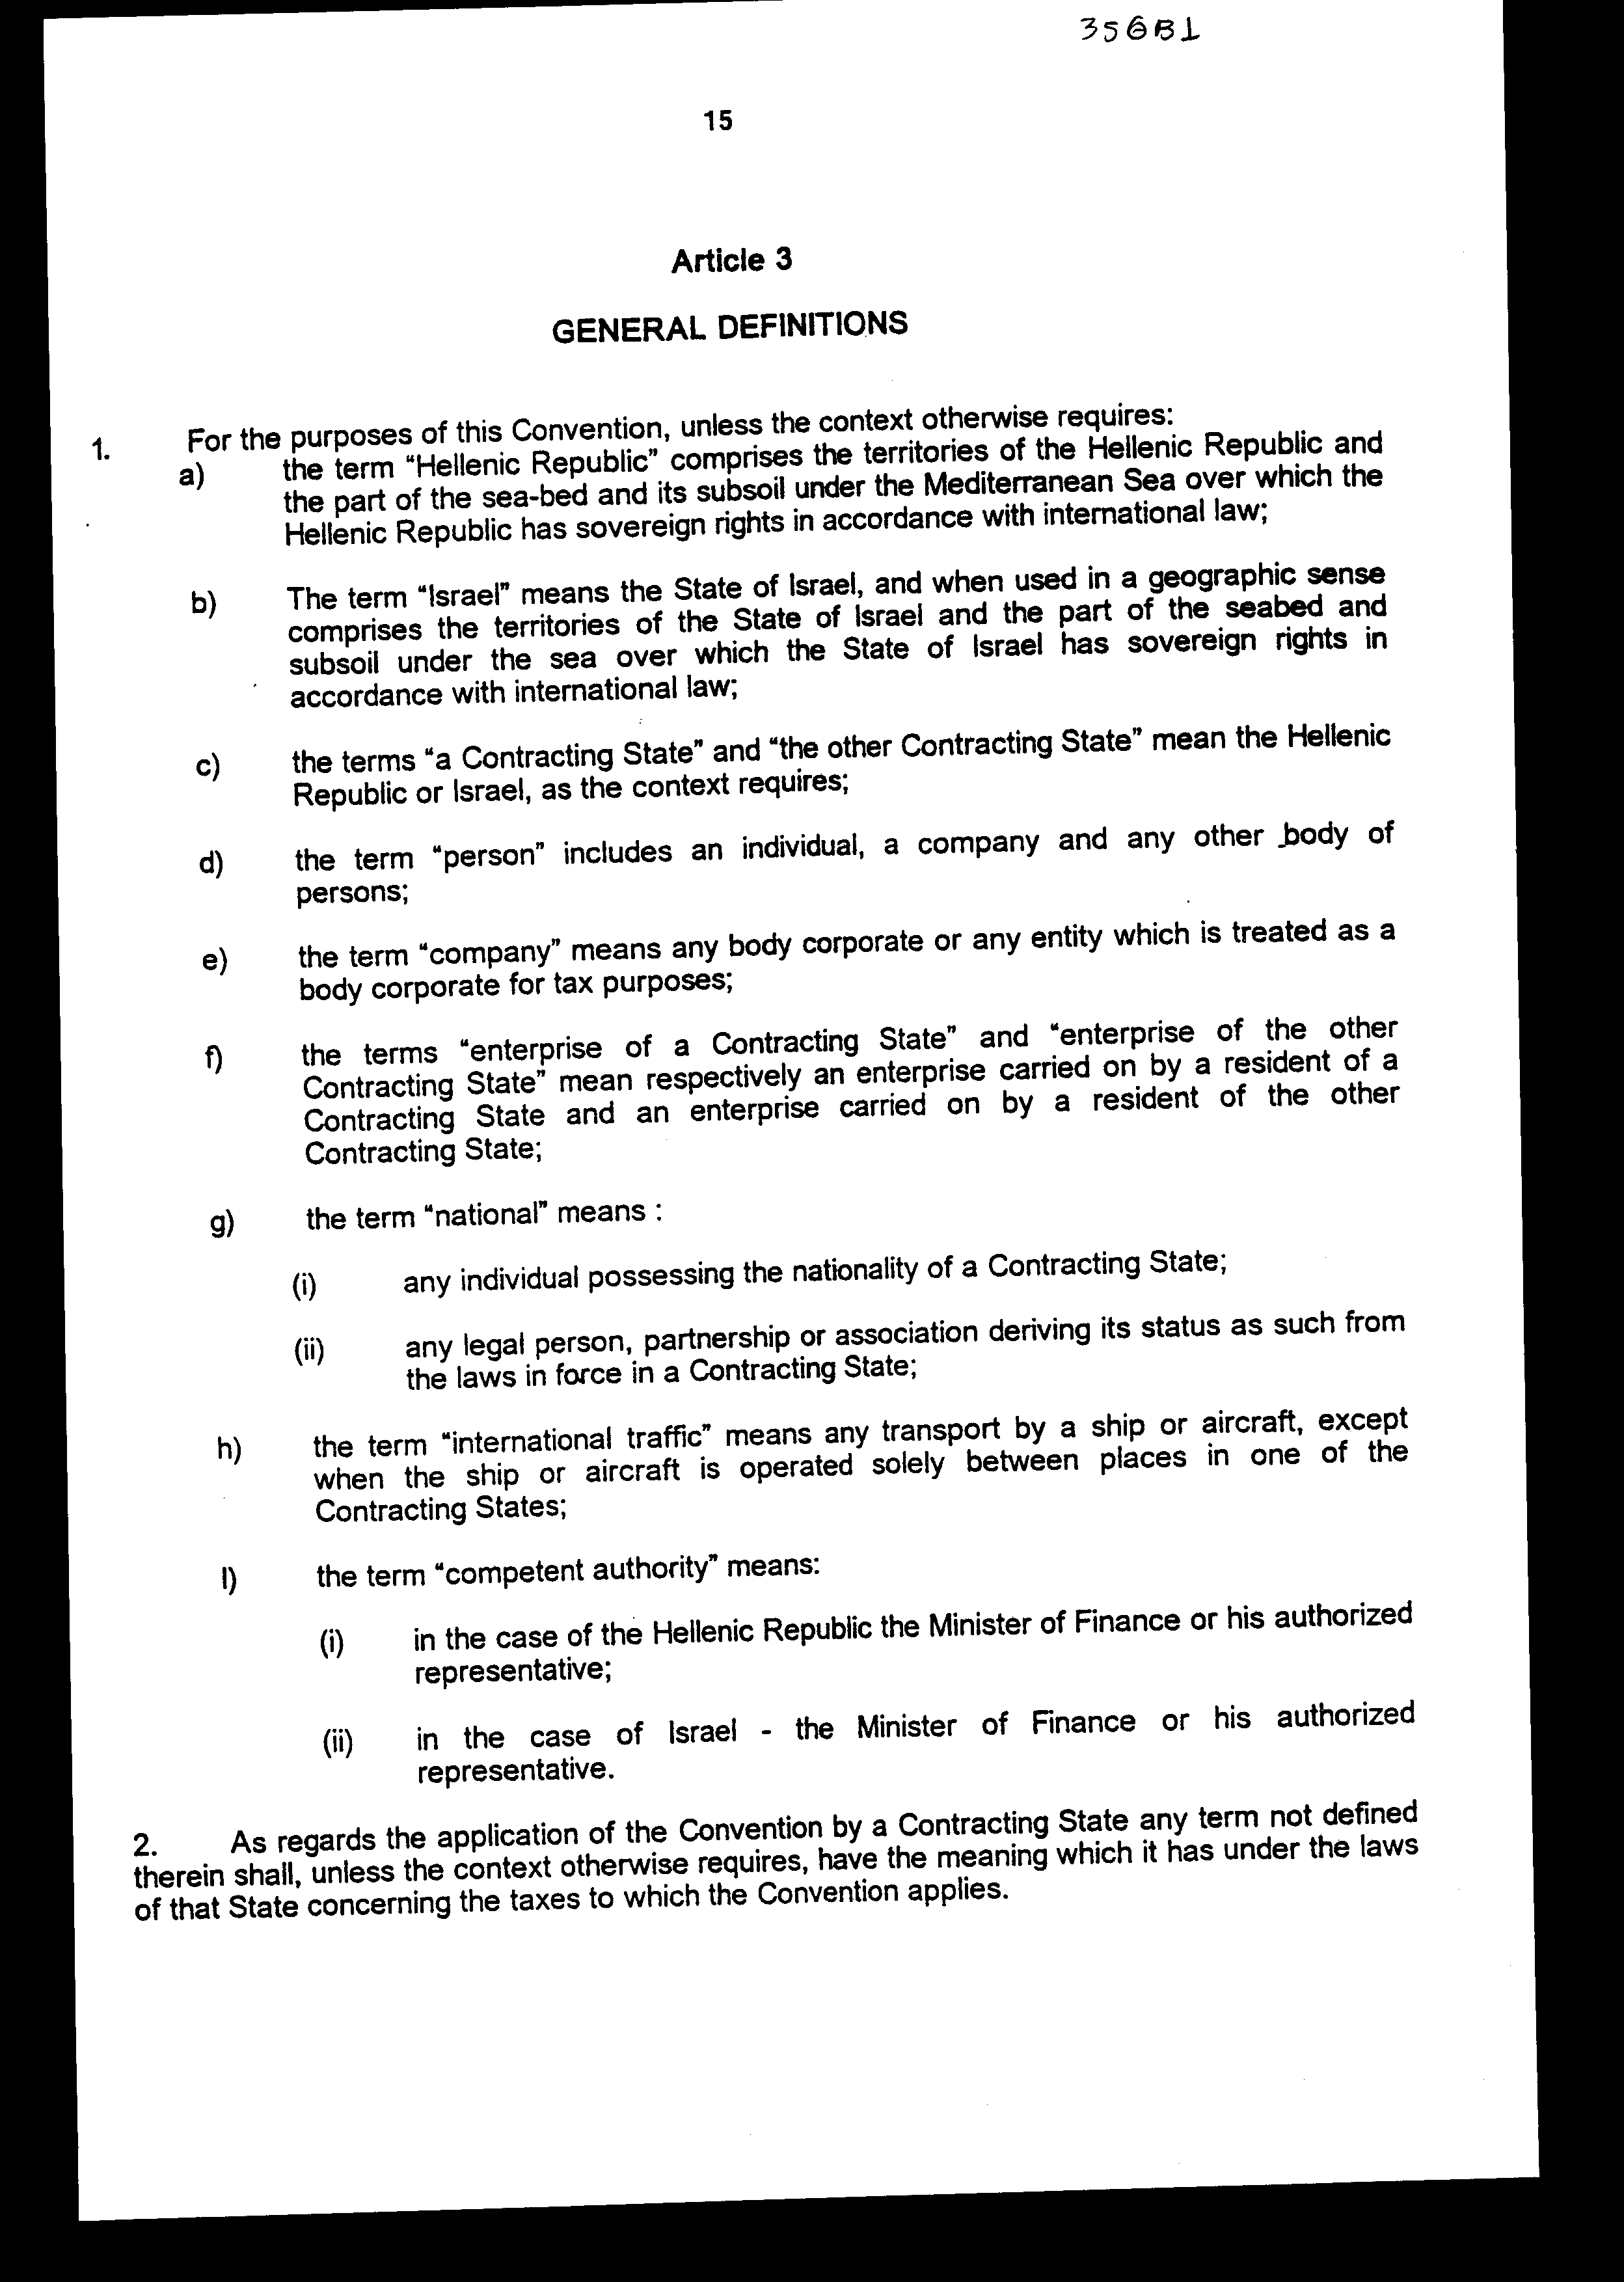 356B1
15
Article 3
GENERAL DEFINITIONS
1. For the purposes of this Convention, unless the context otherwise requires:
a) the term “Hellenic Republic” comprises the territories of the Hellenic Republic and
the part of the sea-bed and its subsoil under the Mediterranean Sea over which the
Hellenic Republic has sovereign rights in accordance with international law;
b) The term “Israel” means the State of Israel, and when used in a geographic sense
comprises the territories of the State of Israel and the part of the seabed and
subsoil under the sea over which the State of Israel has sovereign rights in
accordance with international law;
c) the terms “a Contracting State” and “the other Contracting State” mean the Hellenic
Republic or Israel, as the context requires;
d) the term “person” includes an individual, a company and any other body of
persons;
e) the term “company” means any body corporate or any entity which is treated as a
body corporate for tax purposes;
f) the terms “enterprise of a Contracting State” and “enterprise of the other
Contracting State” mean respectively an enterprise carried on by a resident of a
Contracting State and an enterprise carried on by a resident of the other
Contracting State;
g) the term “national” means :
(i) any individual possessing the nationality of a Contracting State;
(ii) any legal person, partnership or association deriving its status as such from
the laws in force in a Contracting State;
h) the term “international traffic” means any transport by a ship or aircraft, except
when the ship or aircraft is operated solely between places in one of the
Contracting States;
I) the term “competent authority” means:
(i) in the case of the Hellenic Republic the Minister of Finance or his authorized
representative;
(ii) in the case of Israel - the Minister of Finance or his authorized
representative.
2. As regards the application of the Convention by a Contracting State any term not defined
therein shall, unless the context otherwise requires, have the meaning which it has under the laws
of that State concerning the taxes to which the Convention applies.